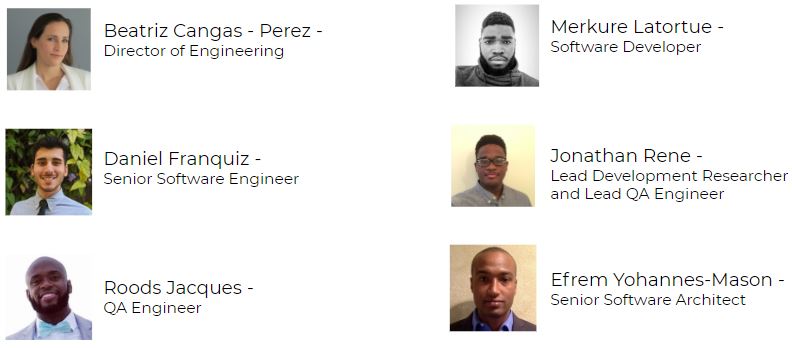 Beatriz Cangas - Perez -
Director of Engineering
Daniel Franquiz -
Senior Software Engineer
Roods Jacques -
QA Engineer
Merkure Latortue -
Software Developer
Jonathan Rene -
Lead Development Researcher
and Lead QA Engineer
Efrem Yohannes-Mason -
Senior Software Architect